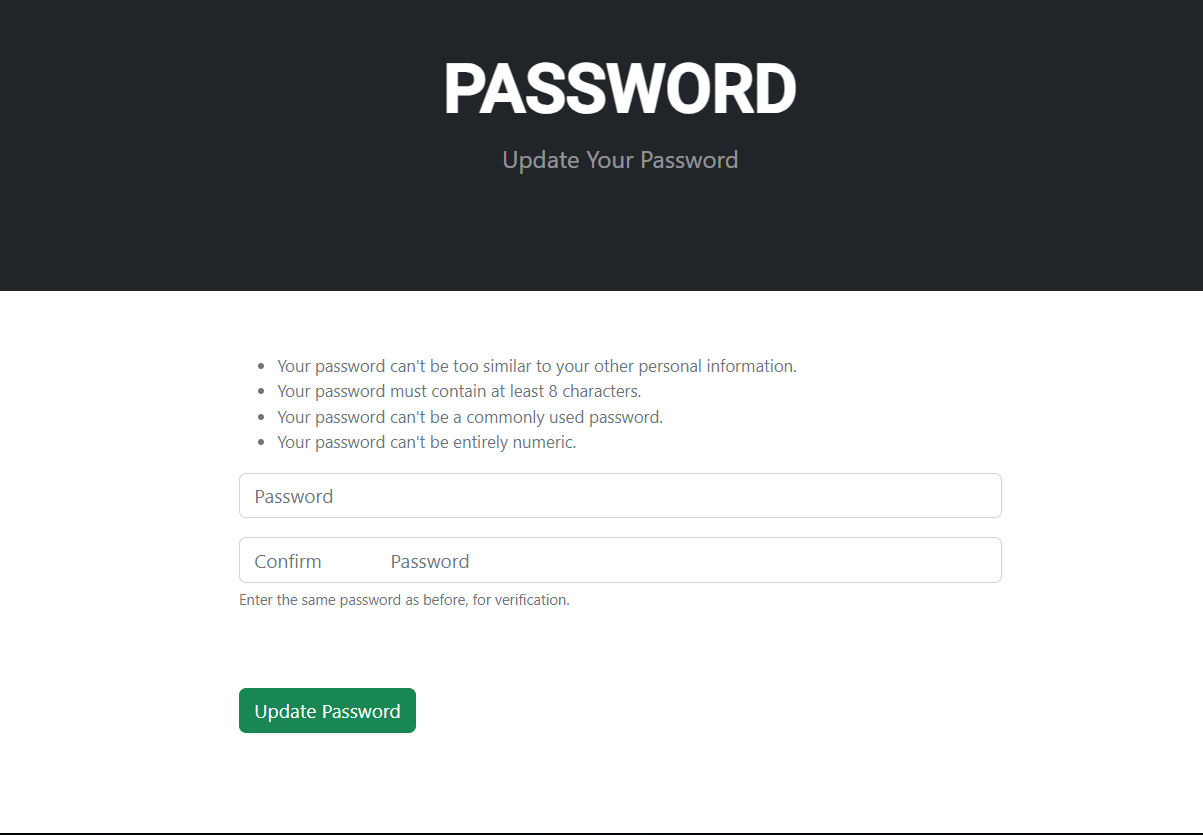 PASSWORD
Update Your Password
Your password can't be too similar to your other personal information.
Your password must contain at least 8 characters.
Your password can't be a commonly used password.
Your password can't be entirely numeric.
Password
Confirm Password
Enter the same password as before, for verification.
Update Password